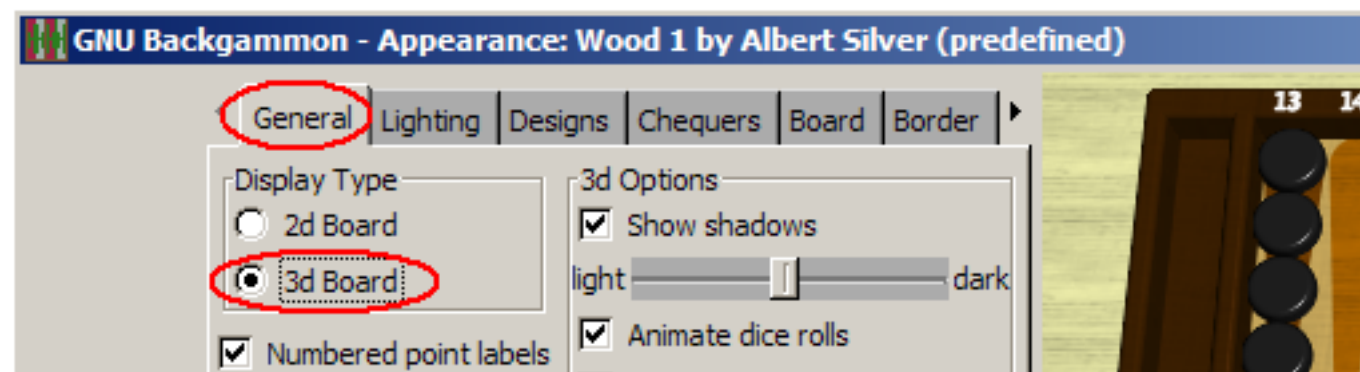 GNU Backgammon - Appearance: Wood 1 by Albert Silver (predefined)
General Lighting Designs Chequers Board Border
Display Type
2d Board
3d Board
Numbered point labels
3d Options
Show shadows
light dark
Animate dice rolls
13 14